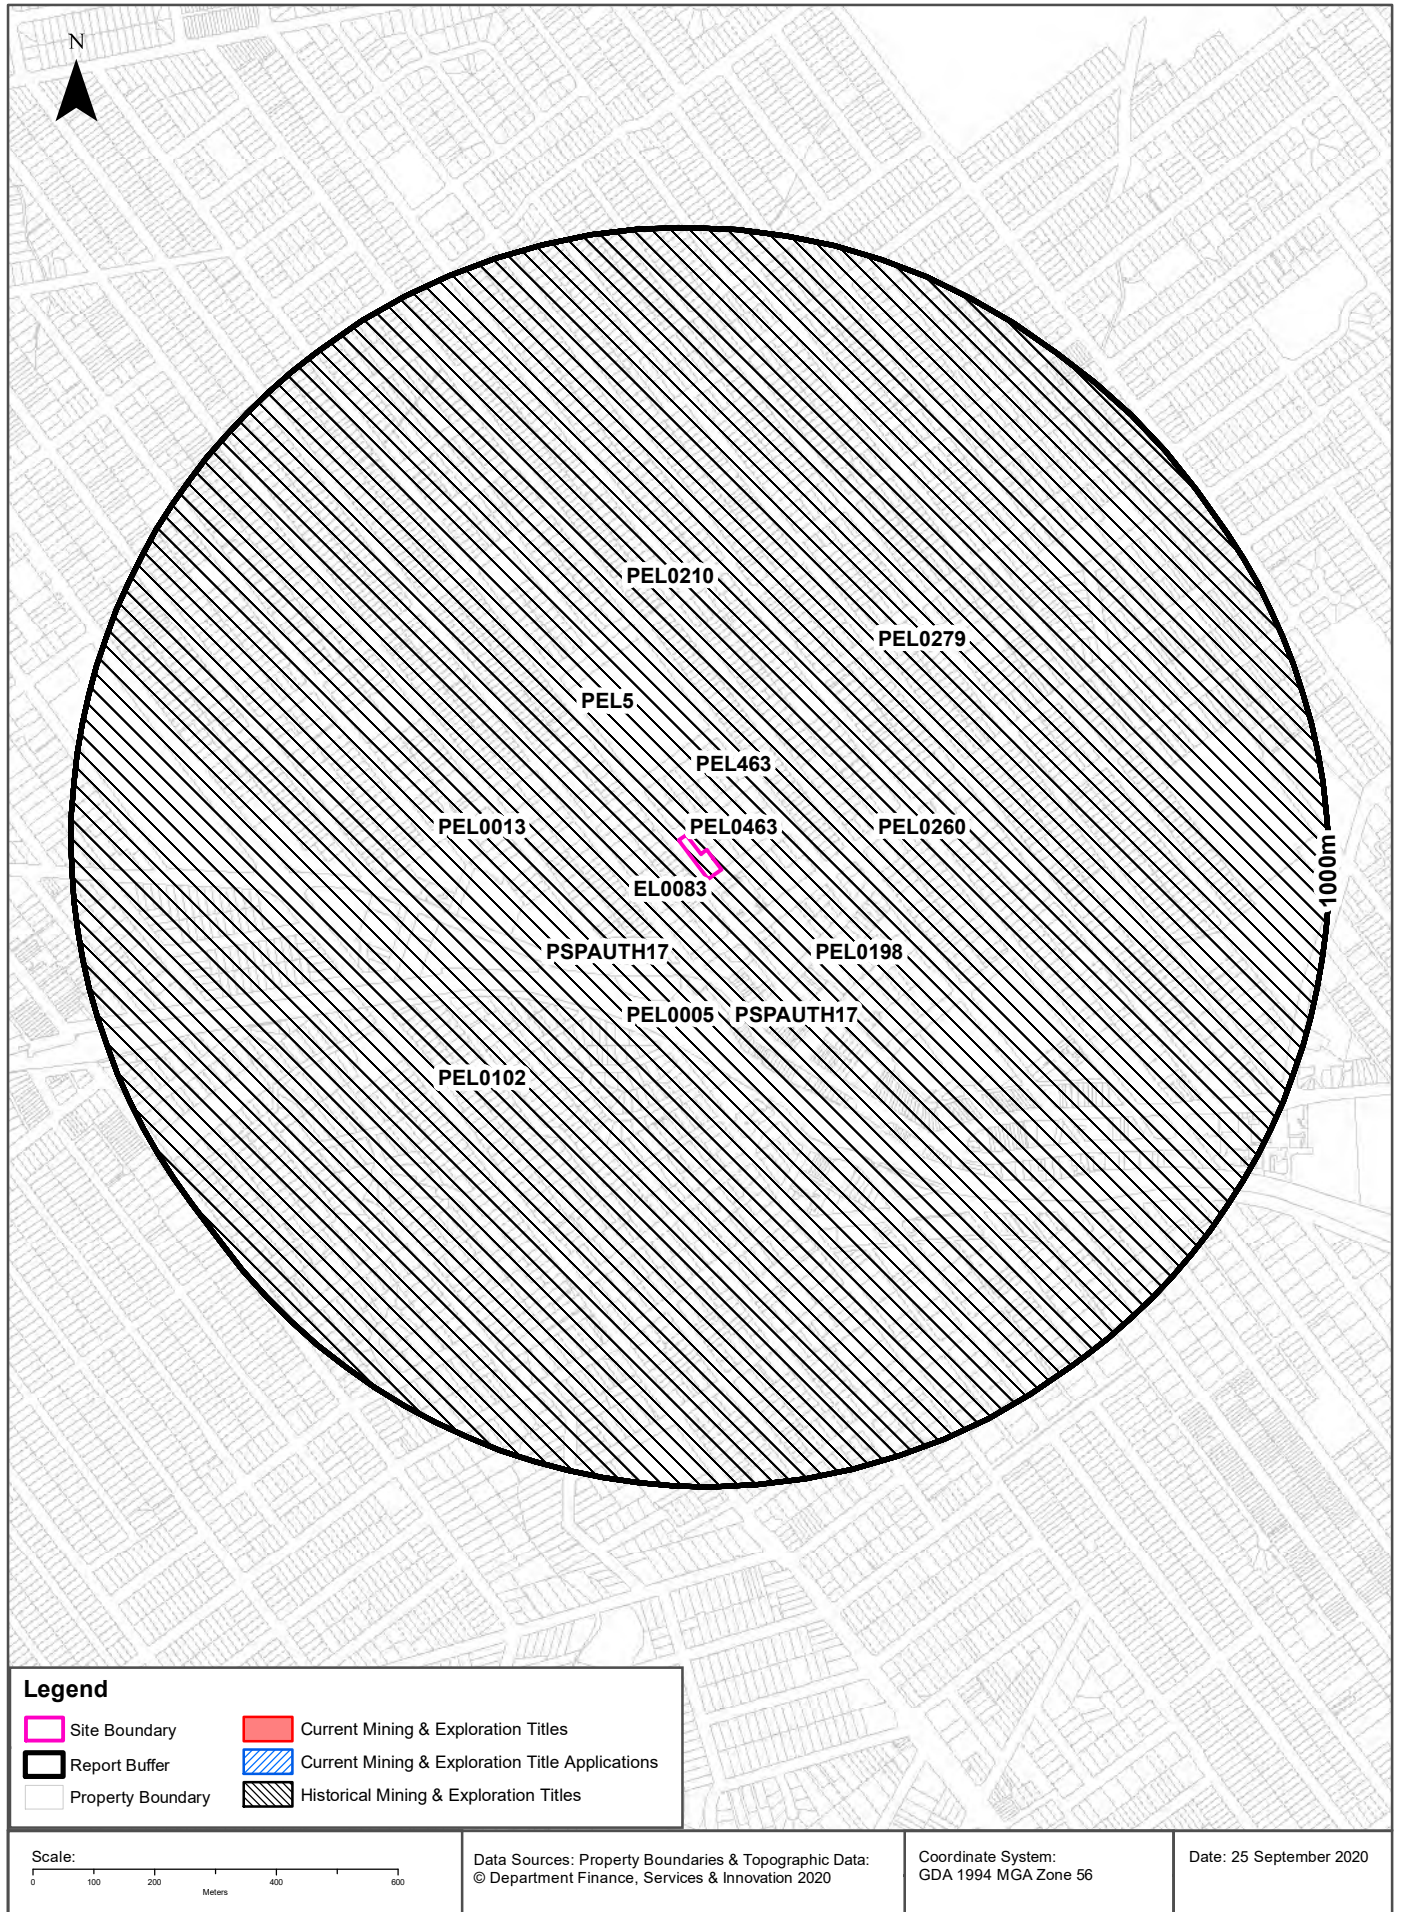 N
PEL0210
PEL0279
PEL5
PEL463
PEL0013
PEL0463
PEL0260
1000m
EL0083
PSPAUTH17
PEL0198
PEL0005
PSPAUTH17
PEL0102
Legend
Site Boundary
Current Mining & Exploration Titles
Report Buffer
Current Mining & Exploration Title Applications
Property Boundary
Historical Mining & Exploration Titles
Scale:
0 100 200 400 600
Meters
Data Sources: Property Boundaries & Topographic Data:
© Department Finance, Services & Innovation 2020
Coordinate System:
GDA 1994 MGA Zone 56
Date: 25 September 2020